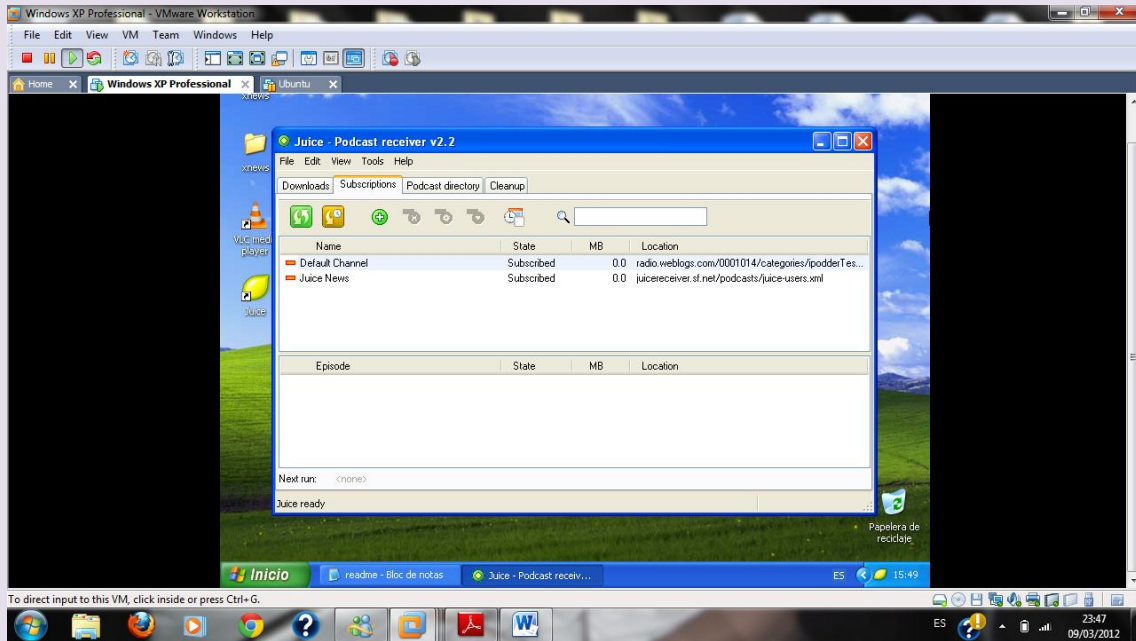 Windows XP Professional - VMware Workstation
File Edit View VM Team Windows Help
Home Windows XP Professional Ubuntu
xnews
xnews
VLC media player
Juice
Juice - Podcast receiver v2.2
File Edit View Tools Help
Downloads Subscriptions Podcast directory Cleanup
Name State MB Location
Default Channel Subscribed 0.0 radio.weblogs.com/0001014/categories/ipodderTes...
Juice News Subscribed 0.0 juicereceiver.sf.net/podcasts/juice-users.xml
Episode State MB Location
Next run: <none>
Juice ready
Papelera de
reciclaje
Inicio readme - Bloc de notas Juice - Podcast receiv... ES 15:49
To direct input to this VM, click inside or press Ctrl+G.
ES 23:47
09/03/2012